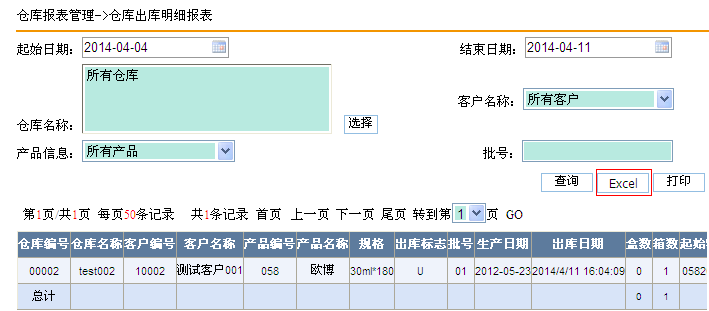 仓库报表管理->仓库出库明细报表
起始日期: 2014-04-04 结束日期: 2014-04-11
所有仓库
仓库名称: 选择 客户名称: 所有客户
产品信息: 所有产品 批号:
查询 Excel 打印
第1页/共1页 每页50条记录 共1条记录 首页 上一页 下一页 尾页 转到第 1 页 GO
仓库编号 仓库名称 客户编号 客户名称 产品编号 产品名称 规格 出库标志 批号 生产日期 出库日期 盒数 箱数 起始
00002 test002 10002 测试客户001 058 欧博 30ml*180 U 01 2012-05-23 2014/4/11 16:04:09 0 1 0582
总计 0 1